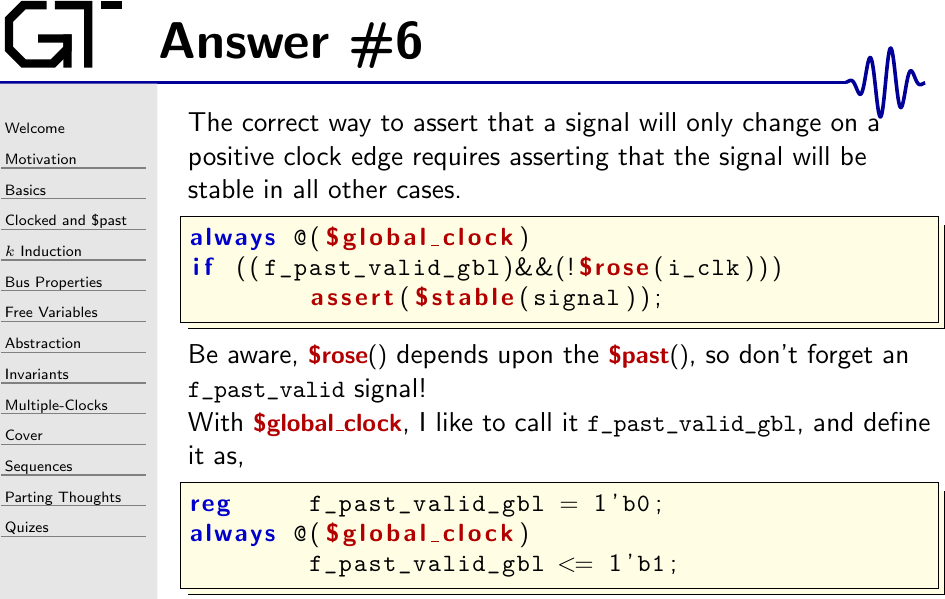 GT
Answer #6
Welcome
Motivation
Basics
Clocked and $past
k Induction
Bus Properties
Free Variables
Abstraction
Invariants
Multiple-Clocks
Cover
Sequences
Parting Thoughts
Quizes
The correct way to assert that a signal will only change on a
positive clock edge requires asserting that the signal will be
stable in all other cases.
always @($global_clock)
if ((f_past_valid_gbl)&&(!$rose(i_clk)))
assert($stable(signal));
Be aware, $rose() depends upon the $past(), so don't forget an
f_past_valid signal!
With $global_clock, I like to call it f_past_valid_gbl, and define
it as,
reg f_past_valid_gbl = 1'b0;
always @($global_clock)
f_past_valid_gbl <= 1'b1;